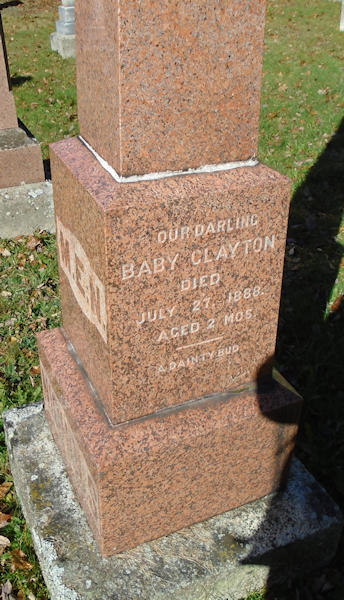 OUR DARLING
BABY CLAYTON
DIED
JULY 27, 1888.
AGED 2 MOS.
A DAINTY BUD